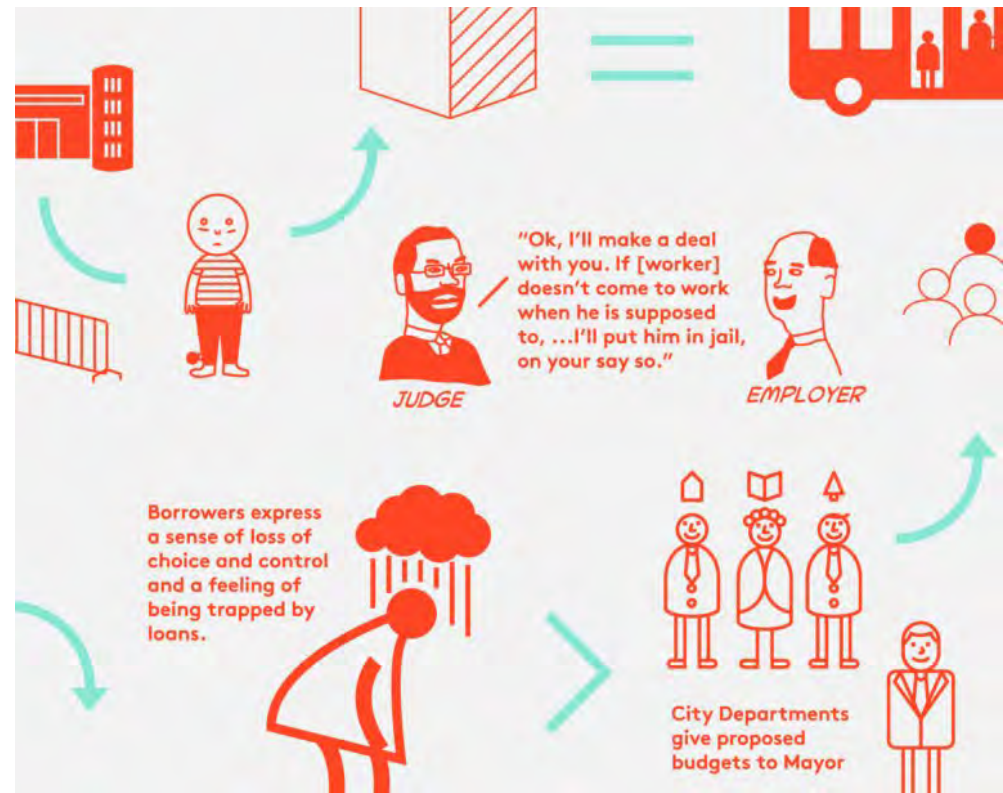 "Ok, I'll make a deal
with you. If [worker]
doesn't come to work
when he is supposed
to, ...I'll put him in jail,
on your say so."
JUDGE
EMPLOYER
Borrowers express
a sense of loss of
choice and control
and a feeling of
being trapped by
loans.
City Departments
give proposed
budgets to Mayor